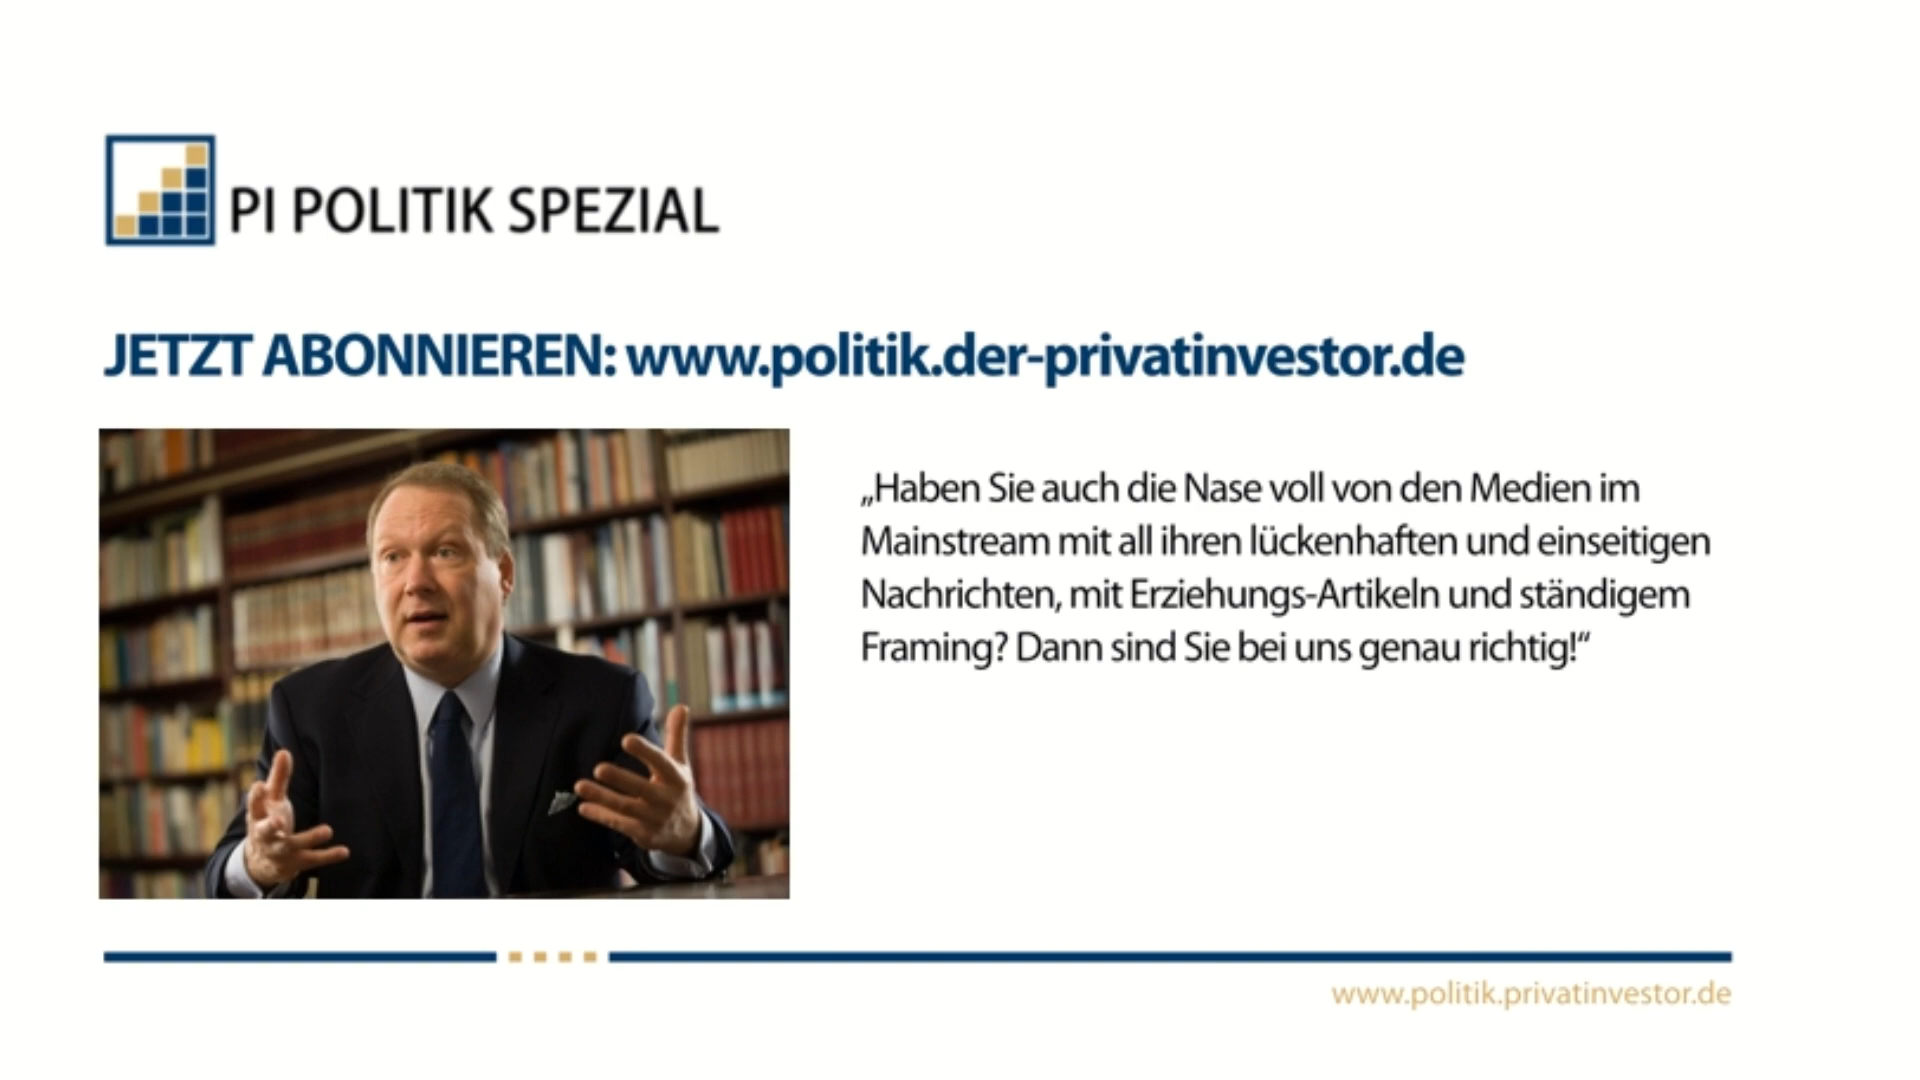 PI POLITIK SPEZIAL
JETZT ABONNIEREN: www.politik.der-privatinvestor.de
„Haben Sie auch die Nase voll von den Medien im
Mainstream mit all ihren lückenhaften und einseitigen
Nachrichten, mit Erziehungs-Artikeln und ständigem
Framing? Dann sind Sie bei uns genau richtig!“
www.politik.privatinvestor.de